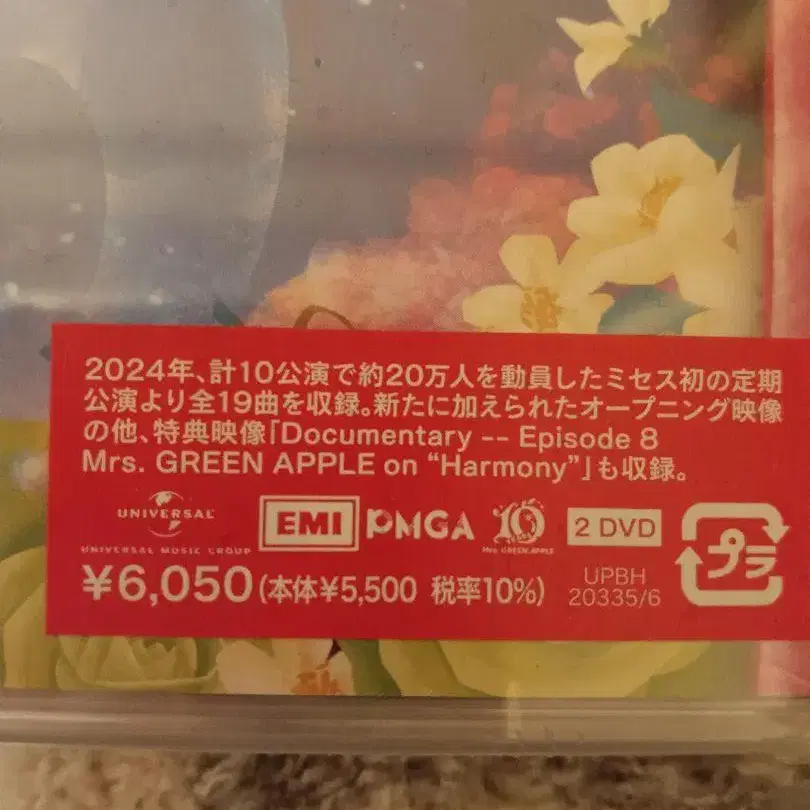 2024年、計10公演で約20万人を動員したミセス初の定期
公演より全19曲を収録。新たに加えられたオープニング映像
の他、特典映像「Documentary -- Episode 8
Mrs. GREEN APPLE on “Harmony”」も収録。
UNIVERSAL
UNIVERSAL MUSIC GROUP
EMI
PMGA
10
Mrs. GREEN APPLE
2 DVD
プラ
¥6,050(本体¥5,500 税率10%)
UPBH
20335/6